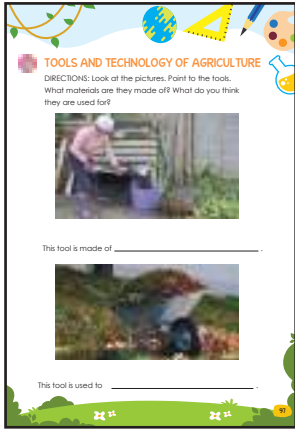 TOOLS AND TECHNOLOGY OF AGRICULTURE
DIRECTIONS: Look at the pictures. Point to the tools.
What materials are they made of? What do you think
they are used for?
This tool is made of ___________________________ .
This tool is used to ___________________________ .
97